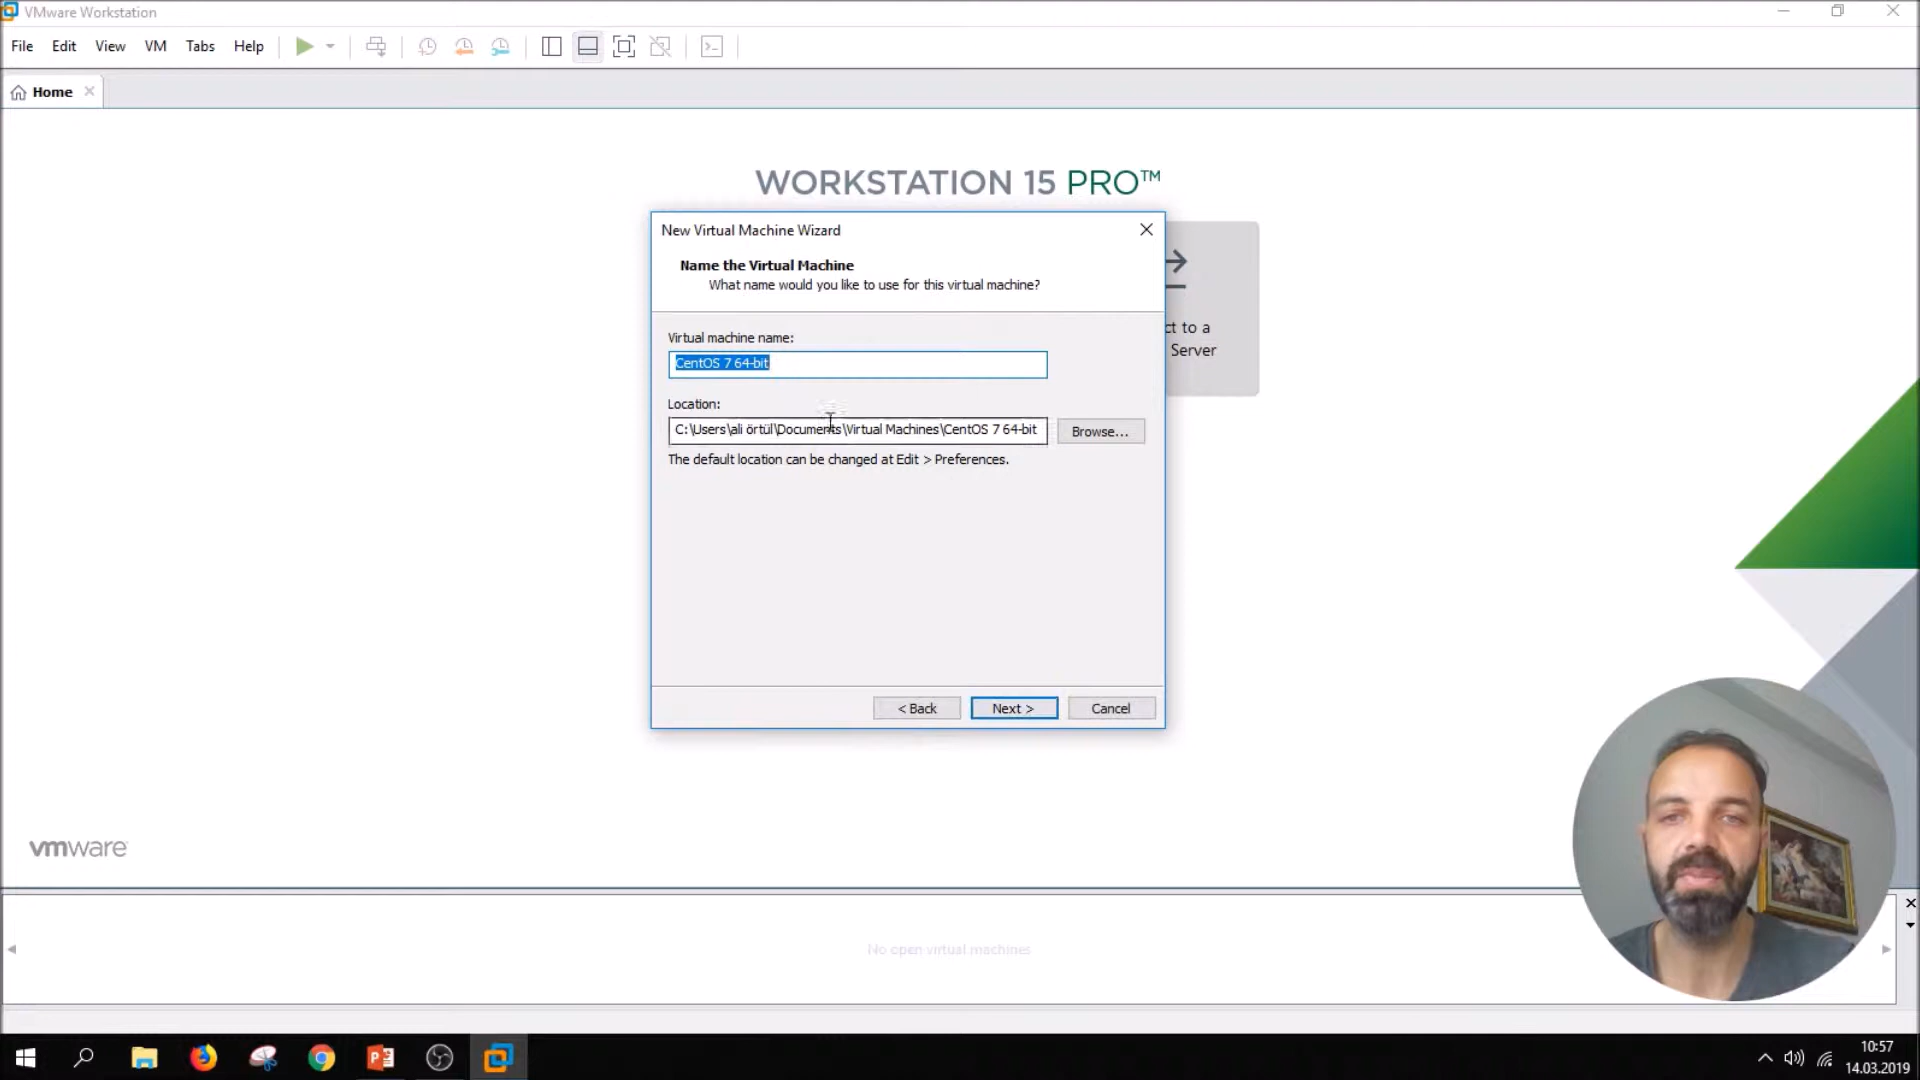 VMware Workstation
File Edit View VM Tabs Help
Home
WORKSTATION 15 PRO™
New Virtual Machine Wizard
Name the Virtual Machine
What name would you like to use for this virtual machine?
Virtual machine name:
CentOS 7 64-bit
Location:
C:\Users\ali örtül\Documents\Virtual Machines\CentOS 7 64-bit
Browse...
The default location can be changed at Edit > Preferences.
ct to a
Server
< Back Next > Cancel
vmware
No open virtual machines
10:57
14.03.2019